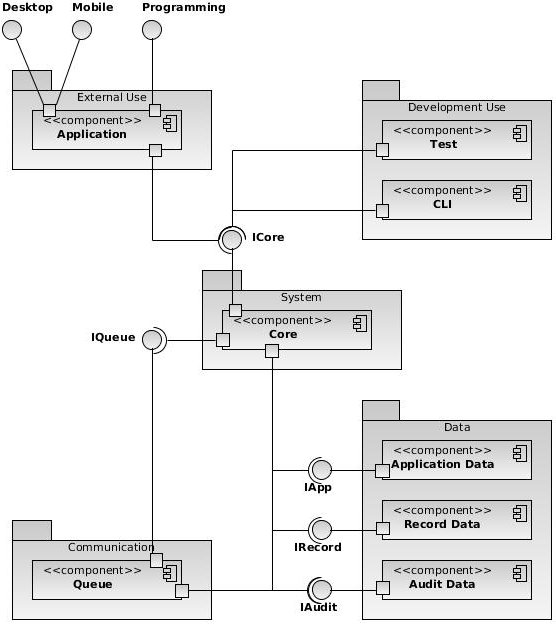 Desktop
Mobile
Programming
External Use
<<component>>
Application
Development Use
<<component>>
Test
<<component>>
CLI
ICore
System
<<component>>
Core
IQueue
Data
<<component>>
Application Data
IApp
<<component>>
Record Data
IRecord
Communication
<<component>>
Queue
<<component>>
Audit Data
IAudit